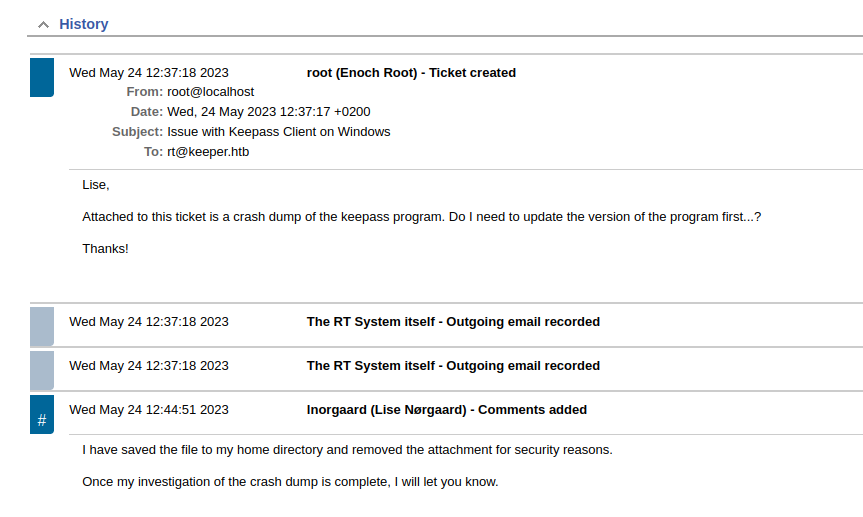 History
Wed May 24 12:37:18 2023 root (Enoch Root) - Ticket created
From: root@localhost
Date: Wed, 24 May 2023 12:37:17 +0200
Subject: Issue with Keepass Client on Windows
To: rt@keeper.htb
Lise,
Attached to this ticket is a crash dump of the keepass program. Do I need to update the version of the program first...?
Thanks!
Wed May 24 12:37:18 2023 The RT System itself - Outgoing email recorded
Wed May 24 12:37:18 2023 The RT System itself - Outgoing email recorded
# Wed May 24 12:44:51 2023 lnorgaard (Lise Nørgaard) - Comments added
I have saved the file to my home directory and removed the attachment for security reasons.
Once my investigation of the crash dump is complete, I will let you know.